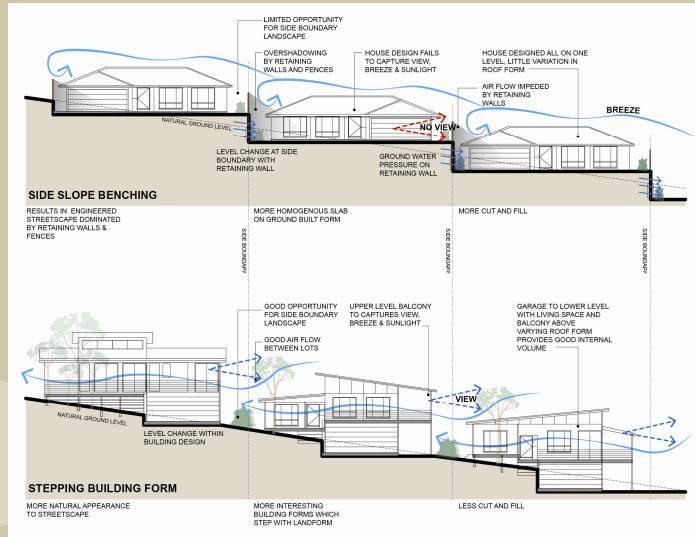 LIMITED OPPORTUNITY
FOR SIDE BOUNDARY
LANDSCAPE
OVERSHADOWING
BY RETAINING
WALLS AND FENCES
HOUSE DESIGN FAILS
TO CAPTURE VIEW,
BREEZE & SUNLIGHT
HOUSE DESIGNED ALL ON ONE
LEVEL, LITTLE VARIATION IN
ROOF FORM
AIR FLOW IMPEDED
BY RETAINING
WALLS
BREEZE
NATURAL GROUND LEVEL
NO VIEW
LEVEL CHANGE AT SIDE
BOUNDARY WITH
RETAINING WALL
GROUND WATER
PRESSURE ON
RETAINING WALL
SIDE SLOPE BENCHING
RESULTS IN ENGINEERED
STREETSCAPE DOMINATED
BY RETAINING WALLS &
FENCES
MORE HOMOGENOUS SLAB
ON GROUND BUILT FORM
MORE CUT AND FILL
SIDE BOUNDARY
SIDE BOUNDARY
SIDE BOUNDARY
GOOD OPPORTUNITY
FOR SIDE BOUNDARY
LANDSCAPE
GOOD AIR FLOW
BETWEEN LOTS
UPPER LEVEL BALCONY
TO CAPTURES VIEW,
BREEZE & SUNLIGHT
GARAGE TO LOWER LEVEL
WITH LIVING SPACE AND
BALCONY ABOVE
VARYING ROOF FORM
PROVIDES GOOD INTERNAL
VOLUME
VIEW
NATURAL GROUND LEVEL
LEVEL CHANGE WITHIN
BUILDING DESIGN
STEPPING BUILDING FORM
MORE NATURAL APPEARANCE
TO STREETSCAPE
MORE INTERESTING
BUILDING FORMS WHICH
STEP WITH LANDFORM
LESS CUT AND FILL